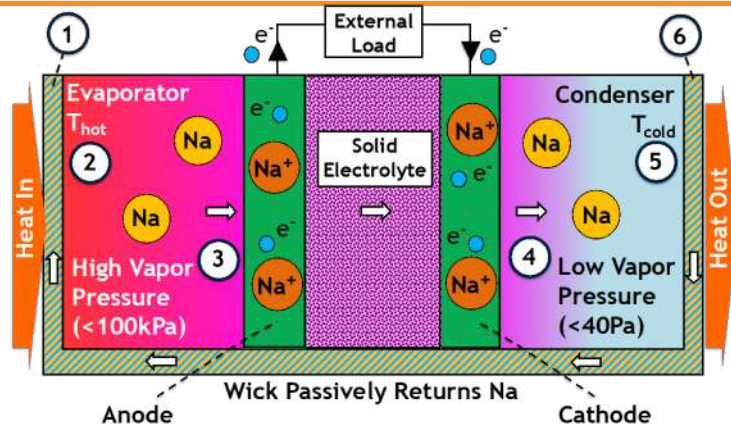 1
6
e-
External
Load
e-
Evaporator
Thot
2
Na
Na
Heat In
3
High Vapor
Pressure
(<100kPa)
e-
Na+
e-
Na+
Solid
Electrolyte
Na+
e-
e-
Na+
Condenser
Tcold
5
Na
Na
4
Low Vapor
Pressure
(<40Pa)
Heat Out
Wick Passively Returns Na
Anode
Cathode